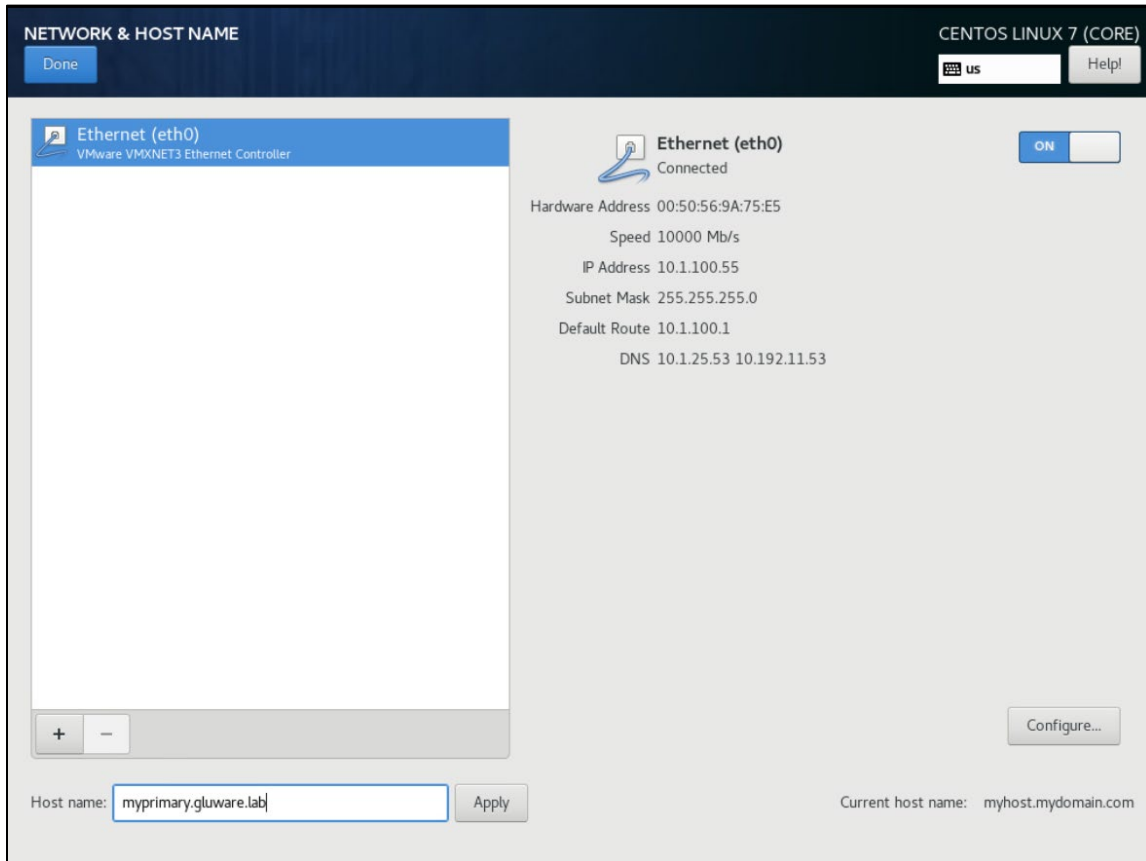 NETWORK & HOST NAME
Done
CENTOS LINUX 7 (CORE)
us
Help!
Ethernet (eth0)
VMware VMXNET3 Ethernet Controller
Ethernet (eth0)
Connected
ON
Hardware Address 00:50:56:9A:75:E5
Speed 10000 Mb/s
IP Address 10.1.100.55
Subnet Mask 255.255.255.0
Default Route 10.1.100.1
DNS 10.1.25.53 10.192.11.53
+ −
Configure...
Host name: myprimary.gluware.lab Apply Current host name: myhost.mydomain.com